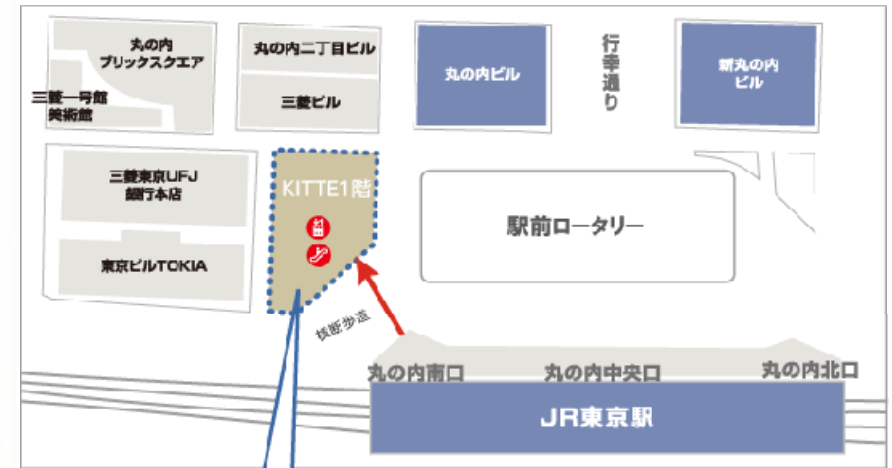 丸の内
ブリックスクエア
三菱一号館
美術館
丸の内二丁目ビル
三菱ビル
丸の内ビル
行幸通り
新丸の内
ビル
三菱東京UFJ
銀行本店
東京ビルTOKIA
KITTE1階
駅前ロータリー
横断歩道
丸の内南口
丸の内中央口
丸の内北口
JR東京駅